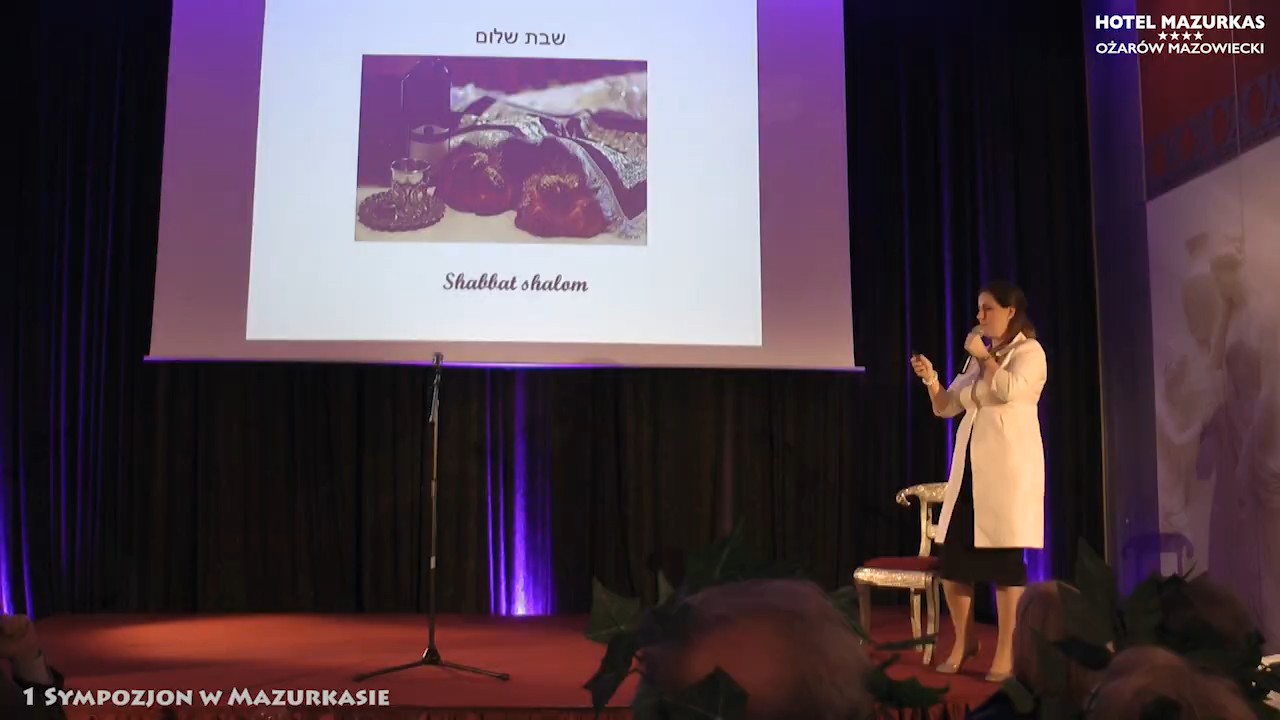 שבת שלום
Shabbat shalom
HOTEL MAZURKAS
★★★★
OŻARÓW MAZOWIECKI
1 Sympozjon w Mazurkasie